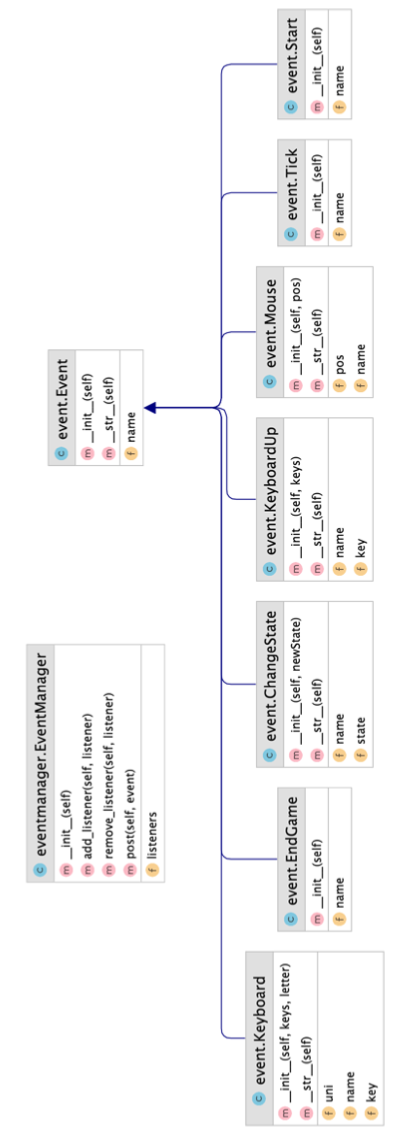 eventmanager.EventManager
__init__(self)
add_listener(self, listener)
remove_listener(self, listener)
post(self, event)
listeners
event.Event
__init__(self)
__str__(self)
name
event.Keyboard
__init__(self, keys, letter)
__str__(self)
uni
name
key
event.EndGame
__init__(self)
name
event.ChangeState
__init__(self, newState)
__str__(self)
name
state
event.KeyboardUp
__init__(self, keys)
__str__(self)
name
key
event.Mouse
__init__(self, pos)
__str__(self)
pos
name
event.Tick
__init__(self)
name
event.Start
__init__(self)
name